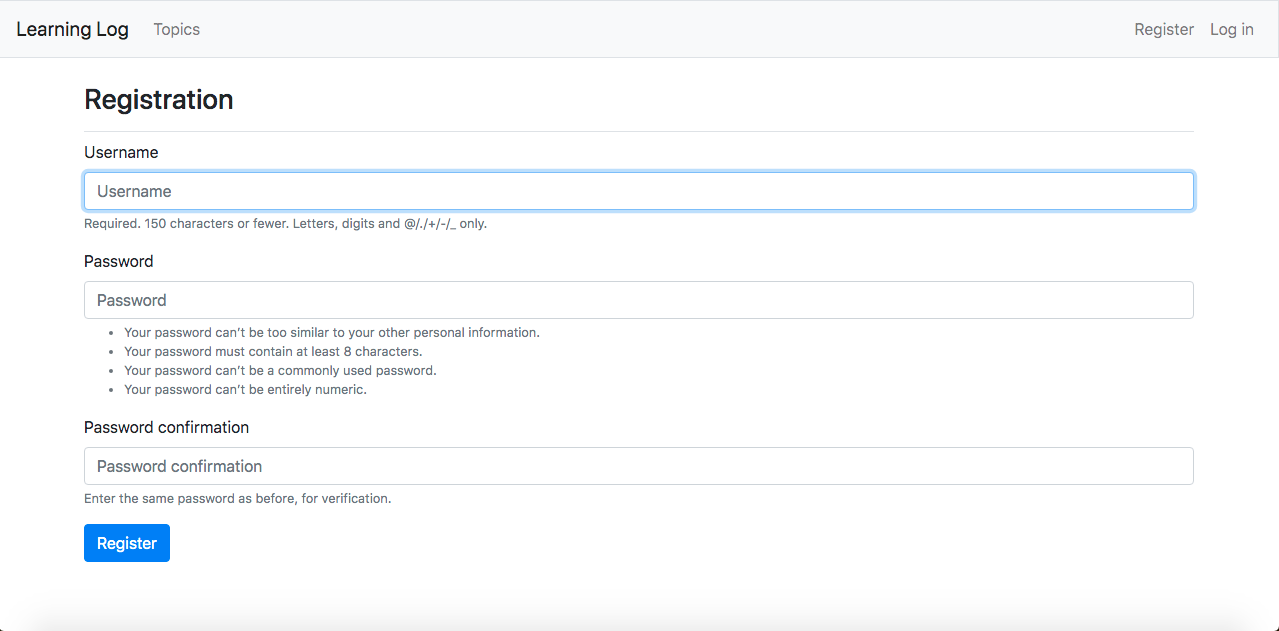 Learning Log Topics Register Log in
Registration
Username
Username
Required. 150 characters or fewer. Letters, digits and @/./+/-/_ only.
Password
Password
Your password can't be too similar to your other personal information.
Your password must contain at least 8 characters.
Your password can't be a commonly used password.
Your password can't be entirely numeric.
Password confirmation
Password confirmation
Enter the same password as before, for verification.
Register